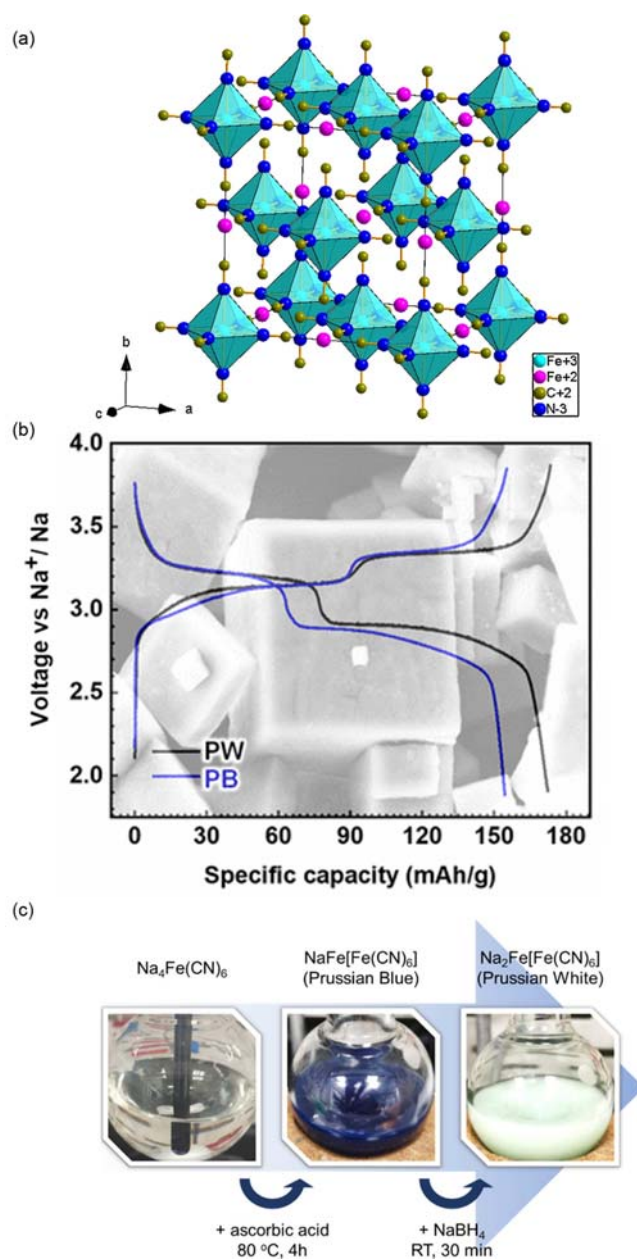 (a)
b
c
a
Fe+3
Fe+2
C+2
N-3
(b)
4.0
3.5
3.0
2.5
2.0
Voltage vs Na⁺/ Na
PW
PB
0 30 60 90 120 150 180
Specific capacity (mAh/g)
(c)
Na₄Fe(CN)₆
NaFe[Fe(CN)₆]
(Prussian Blue)
Na₂Fe[Fe(CN)₆]
(Prussian White)
+ ascorbic acid
80 °C, 4h
+ NaBH₄
RT, 30 min